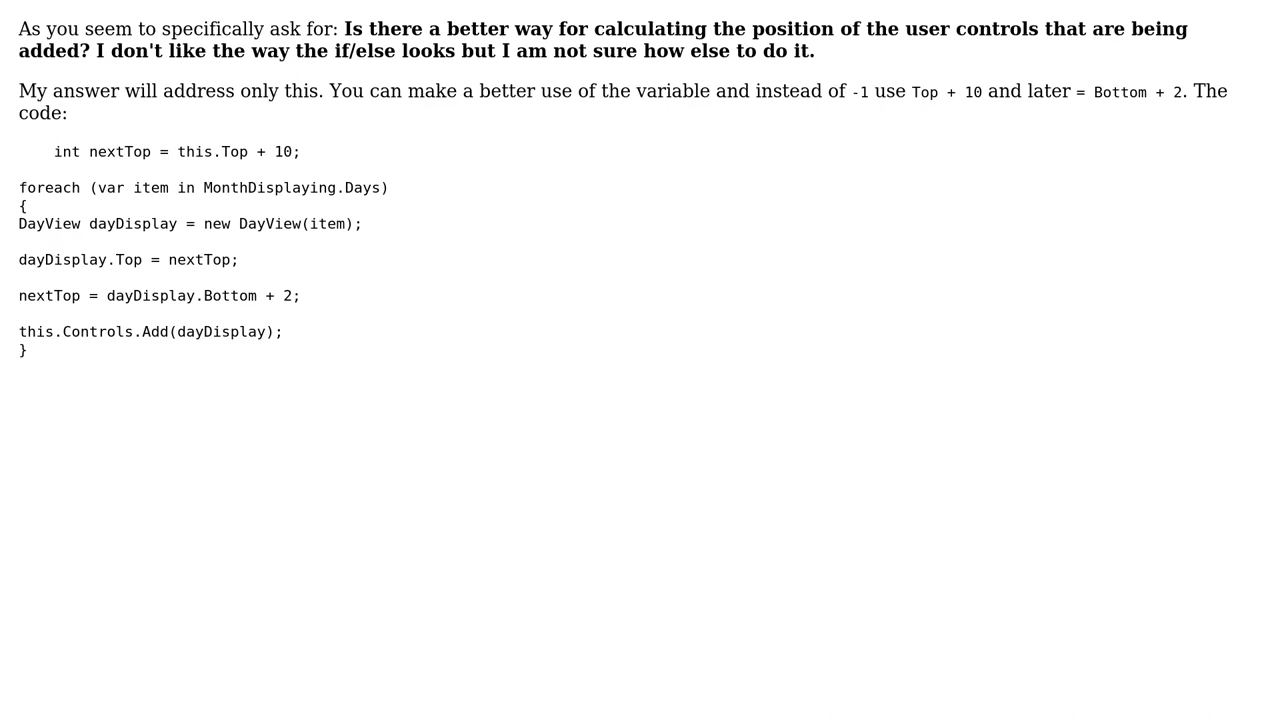 As you seem to specifically ask for: Is there a better way for calculating the position of the user controls that are being
added? I don't like the way the if/else looks but I am not sure how else to do it.
My answer will address only this. You can make a better use of the variable and instead of -1 use Top + 10 and later = Bottom + 2. The
code:
    int nextTop = this.Top + 10;
foreach (var item in MonthDisplaying.Days)
{
DayView dayDisplay = new DayView(item);
dayDisplay.Top = nextTop;
nextTop = dayDisplay.Bottom + 2;
this.Controls.Add(dayDisplay);
}